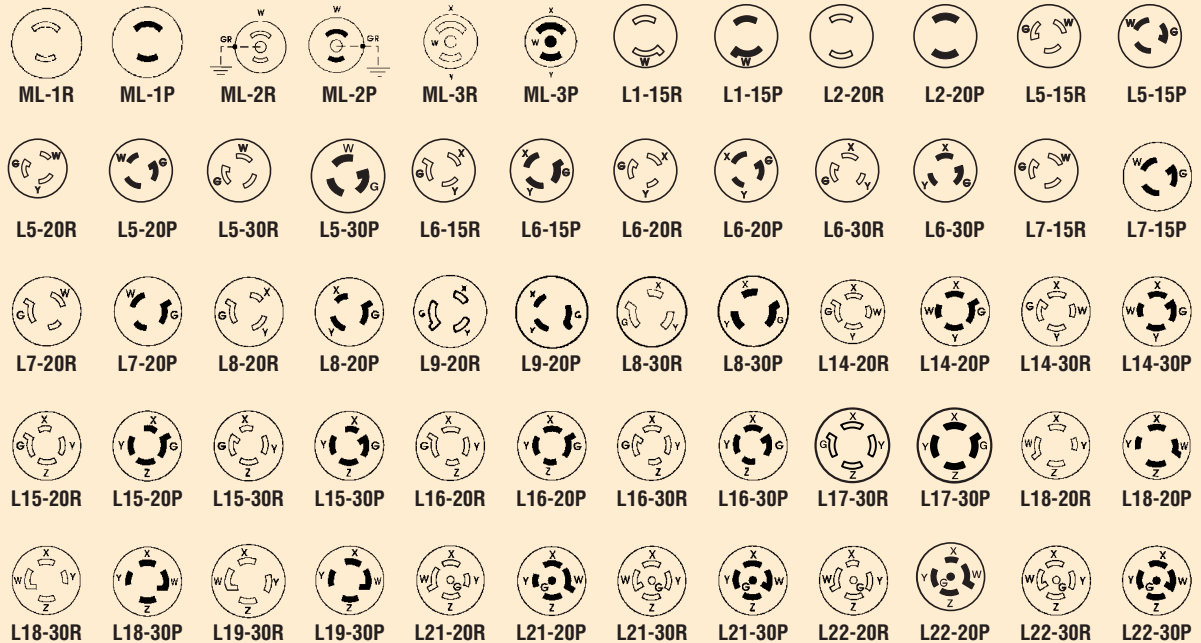 W W X X
GR GR W W W W G W W G
Y Y
ML-1R ML-1P ML-2R ML-2P ML-3R ML-3P L1-15R L1-15P L2-20R L2-20P L5-15R L5-15P
G W Y W G W G W G G X Y X G Y G X Y X G Y X G Y X Y G G W W G
L5-20R L5-20P L5-30R L5-30P L6-15R L6-15P L6-20R L6-20P L6-30R L6-30P L7-15R L7-15P
G W W G G X Y X G Y G X Y X G Y X G Y X Y G X G W Y X W G Y X G W Y X W G Y
L7-20R L7-20P L8-20R L8-20P L9-20R L9-20P L8-30R L8-30P L14-20R L14-20P L14-30R L14-30P
X G Y Z X Y G Z X G Y Z X Y G Z X G Y Z X Y G Z X G Y Z X Y G Z X G Y Z X Y G Z X W Y Z X Y W Z
L15-20R L15-20P L15-30R L15-30P L16-20R L16-20P L16-30R L16-30P L17-30R L17-30P L18-20R L18-20P
X W Y Z X Y W Z X W Y Z X Y W Z X W G Y Z X Y G W Z X W G Y Z X Y G W Z X W G Y Z X Y G W Z X W G Y Z X Y G W Z
L18-30R L18-30P L19-30R L19-30P L21-20R L21-20P L21-30R L21-30P L22-20R L22-20P L22-30R L22-30P